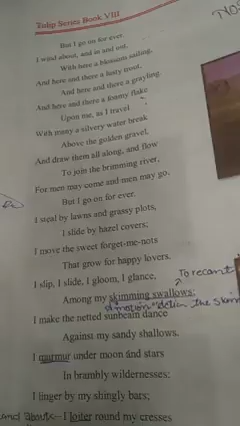 Tulip Series Book VIII
But I go on for ever.
I wind about, and in and out,
With here a blossom sailing,
And here and there a lusty trout,
And here and there a grayling.
And here and there a foamy flake
Upon me, as I travel
With many a silvery water break
Above the golden gravel,
And draw them all along, and flow
To join the brimming river,
For men may come and men may go,
But I go on for ever.
I steal by lawns and grassy plots,
I slide by hazel covers;
I move the sweet forget-me-nots
That grow for happy lovers.
I slip, I slide, I gloom, I glance,
To recant
Among my skimming swallows;
I make the netted sunbeam dance
Against my sandy shallows.
I murmur under moon and stars
In brambly wildernesses;
I linger by my shingly bars;
I loiter round my cresses